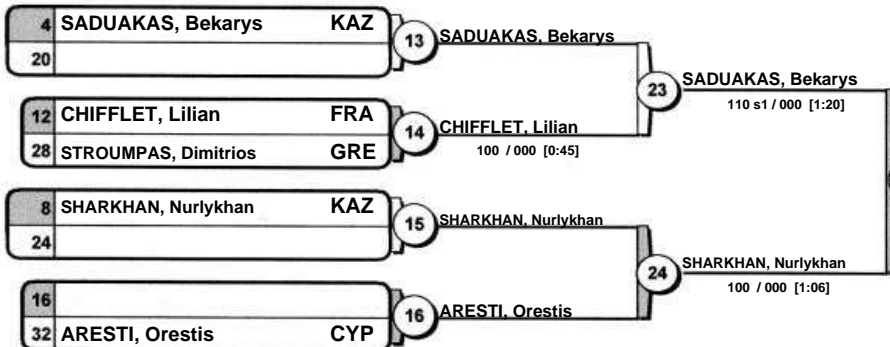 4 SADUAKAS, Bekarys KAZ
20
13 SADUAKAS, Bekarys
12 CHIFFLET, Lilian FRA
28 STROUMPAS, Dimitrios GRE
14 CHIFFLET, Lilian
100 / 000 [0:45]
23 SADUAKAS, Bekarys
110 s1 / 000 [1:20]
8 SHARKHAN, Nurlykhan KAZ
24
15 SHARKHAN, Nurlykhan
16
32 ARESTI, Orestis CYP
16 ARESTI, Orestis
24 SHARKHAN, Nurlykhan
100 / 000 [1:06]